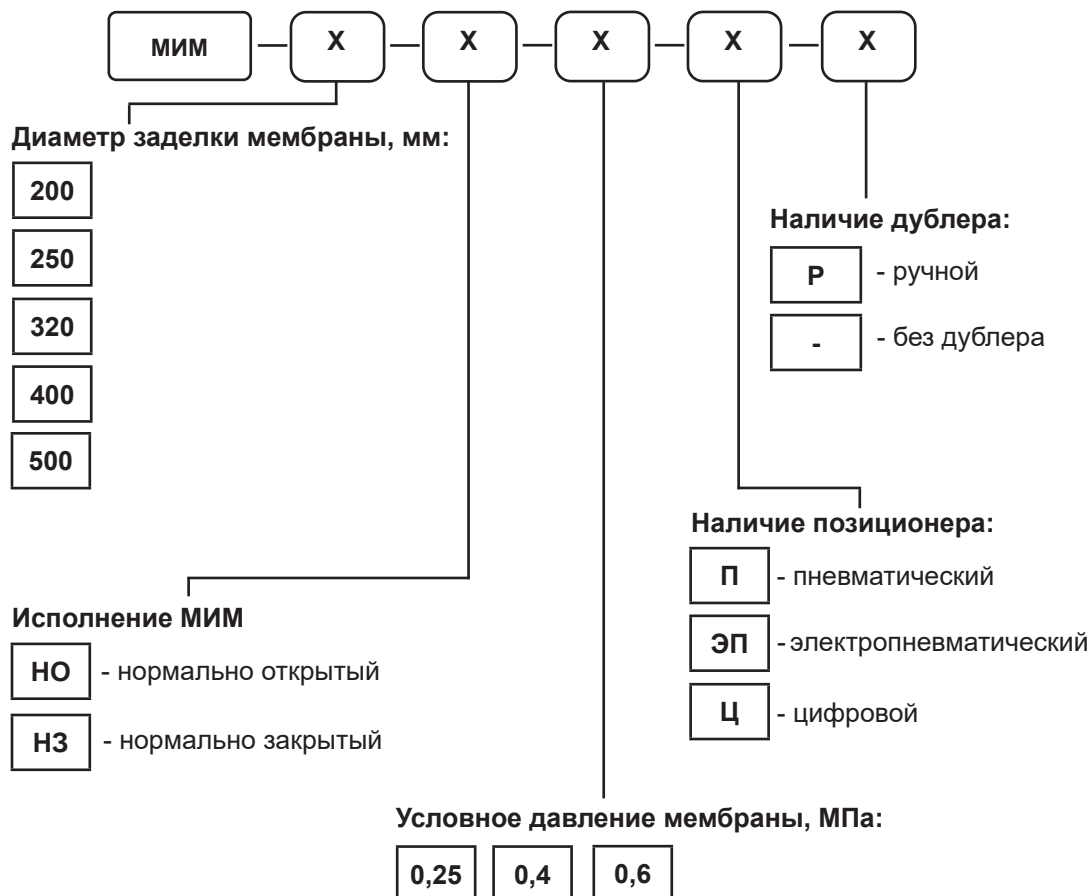 МИМ – X – X – X – X – X
Диаметр заделки мембраны, мм:
200
250
320
400
500
Наличие дублера:
Р - ручной
- - без дублера
Наличие позиционера:
П - пневматический
ЭП - электропневматический
Ц - цифровой
Исполнение МИМ
НО - нормально открытый
НЗ - нормально закрытый
Условное давление мембраны, МПа:
0,25 0,4 0,6